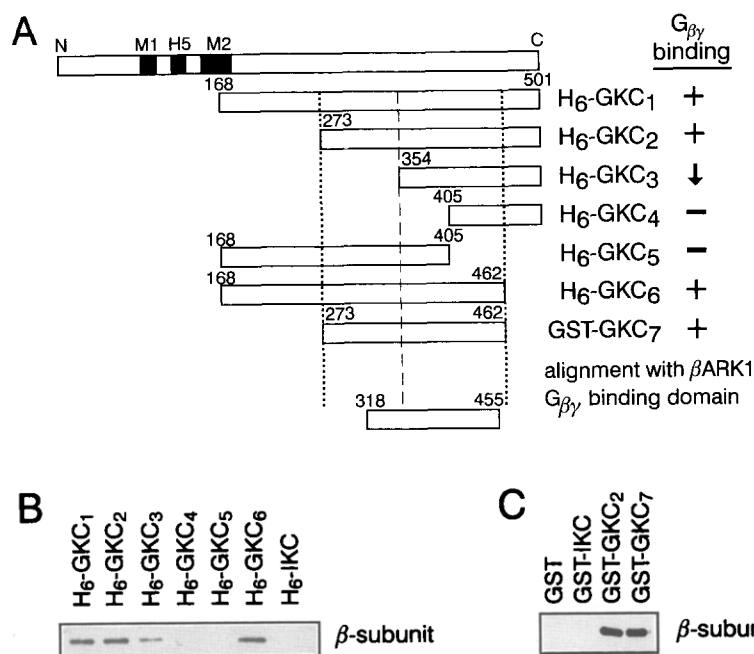 A
N M1 H5 M2 C
Gβγ
binding
168 501 H6-GKC1 +
273 H6-GKC2 +
354 H6-GKC3 ↓
405 H6-GKC4 −
168 405 H6-GKC5 −
168 462 H6-GKC6 +
273 462 GST-GKC7 +
alignment with βARK1
318 455 Gβγ binding domain
B
H6-GKC1
H6-GKC2
H6-GKC3
H6-GKC4
H6-GKC5
H6-GKC6
H6-IKC
β-subunit
C
GST
GST-IKC
GST-GKC2
GST-GKC7
β-subu